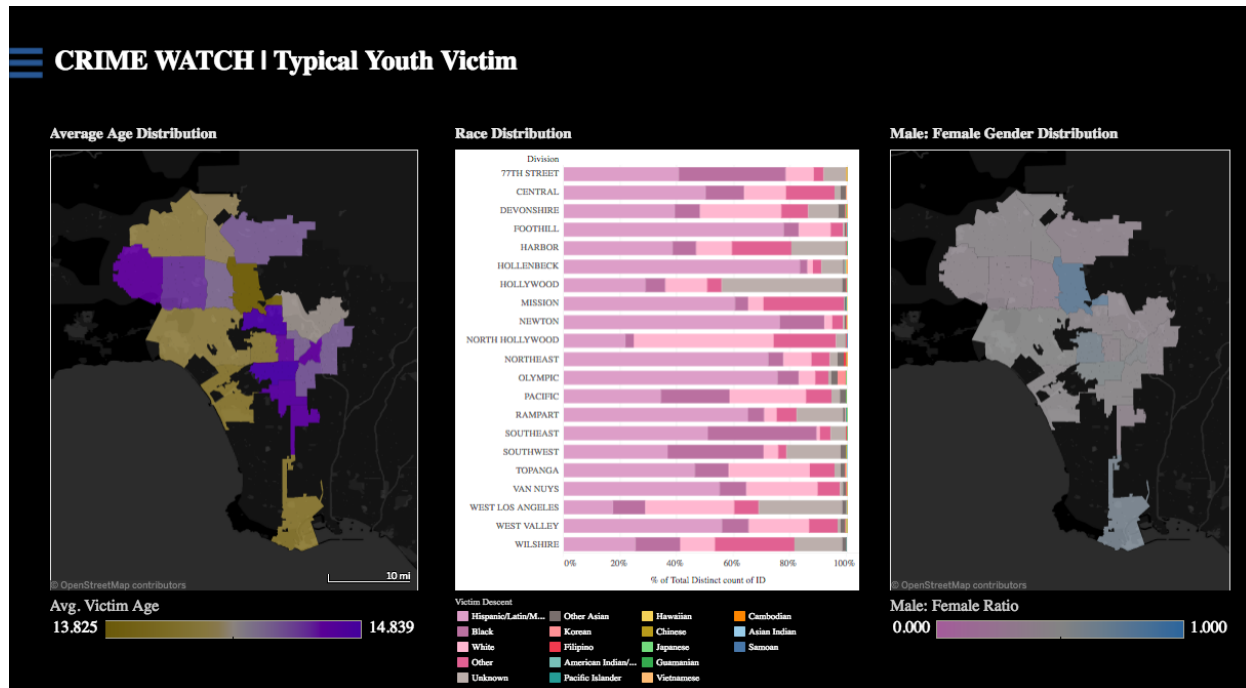 CRIME WATCH | Typical Youth Victim
Average Age Distribution
Race Distribution
Male: Female Gender Distribution
Division
77TH STREET
CENTRAL
DEVONSHIRE
FOOTHILL
HARBOR
HOLLENBECK
HOLLYWOOD
MISSION
NEWTON
NORTH HOLLYWOOD
NORTHEAST
OLYMPIC
PACIFIC
RAMPART
SOUTHEAST
SOUTHWEST
TOPANGA
VAN NUYS
WEST LOS ANGELES
WEST VALLEY
WILSHIRE
0% 20% 40% 60% 80% 100%
% of Total Distinct count of ID
10 mi
© OpenStreetMap contributors
© OpenStreetMap contributors
Avg. Victim Age
13.825 14.839
Victim Descent
Hispanic/Latin/M... Other Asian Hawaiian Cambodian
Black Korean Chinese Asian Indian
White Filipino Japanese Samoan
Other American Indian/... Guamanian
Unknown Pacific Islander Vietnamese
Male: Female Ratio
0.000 1.000